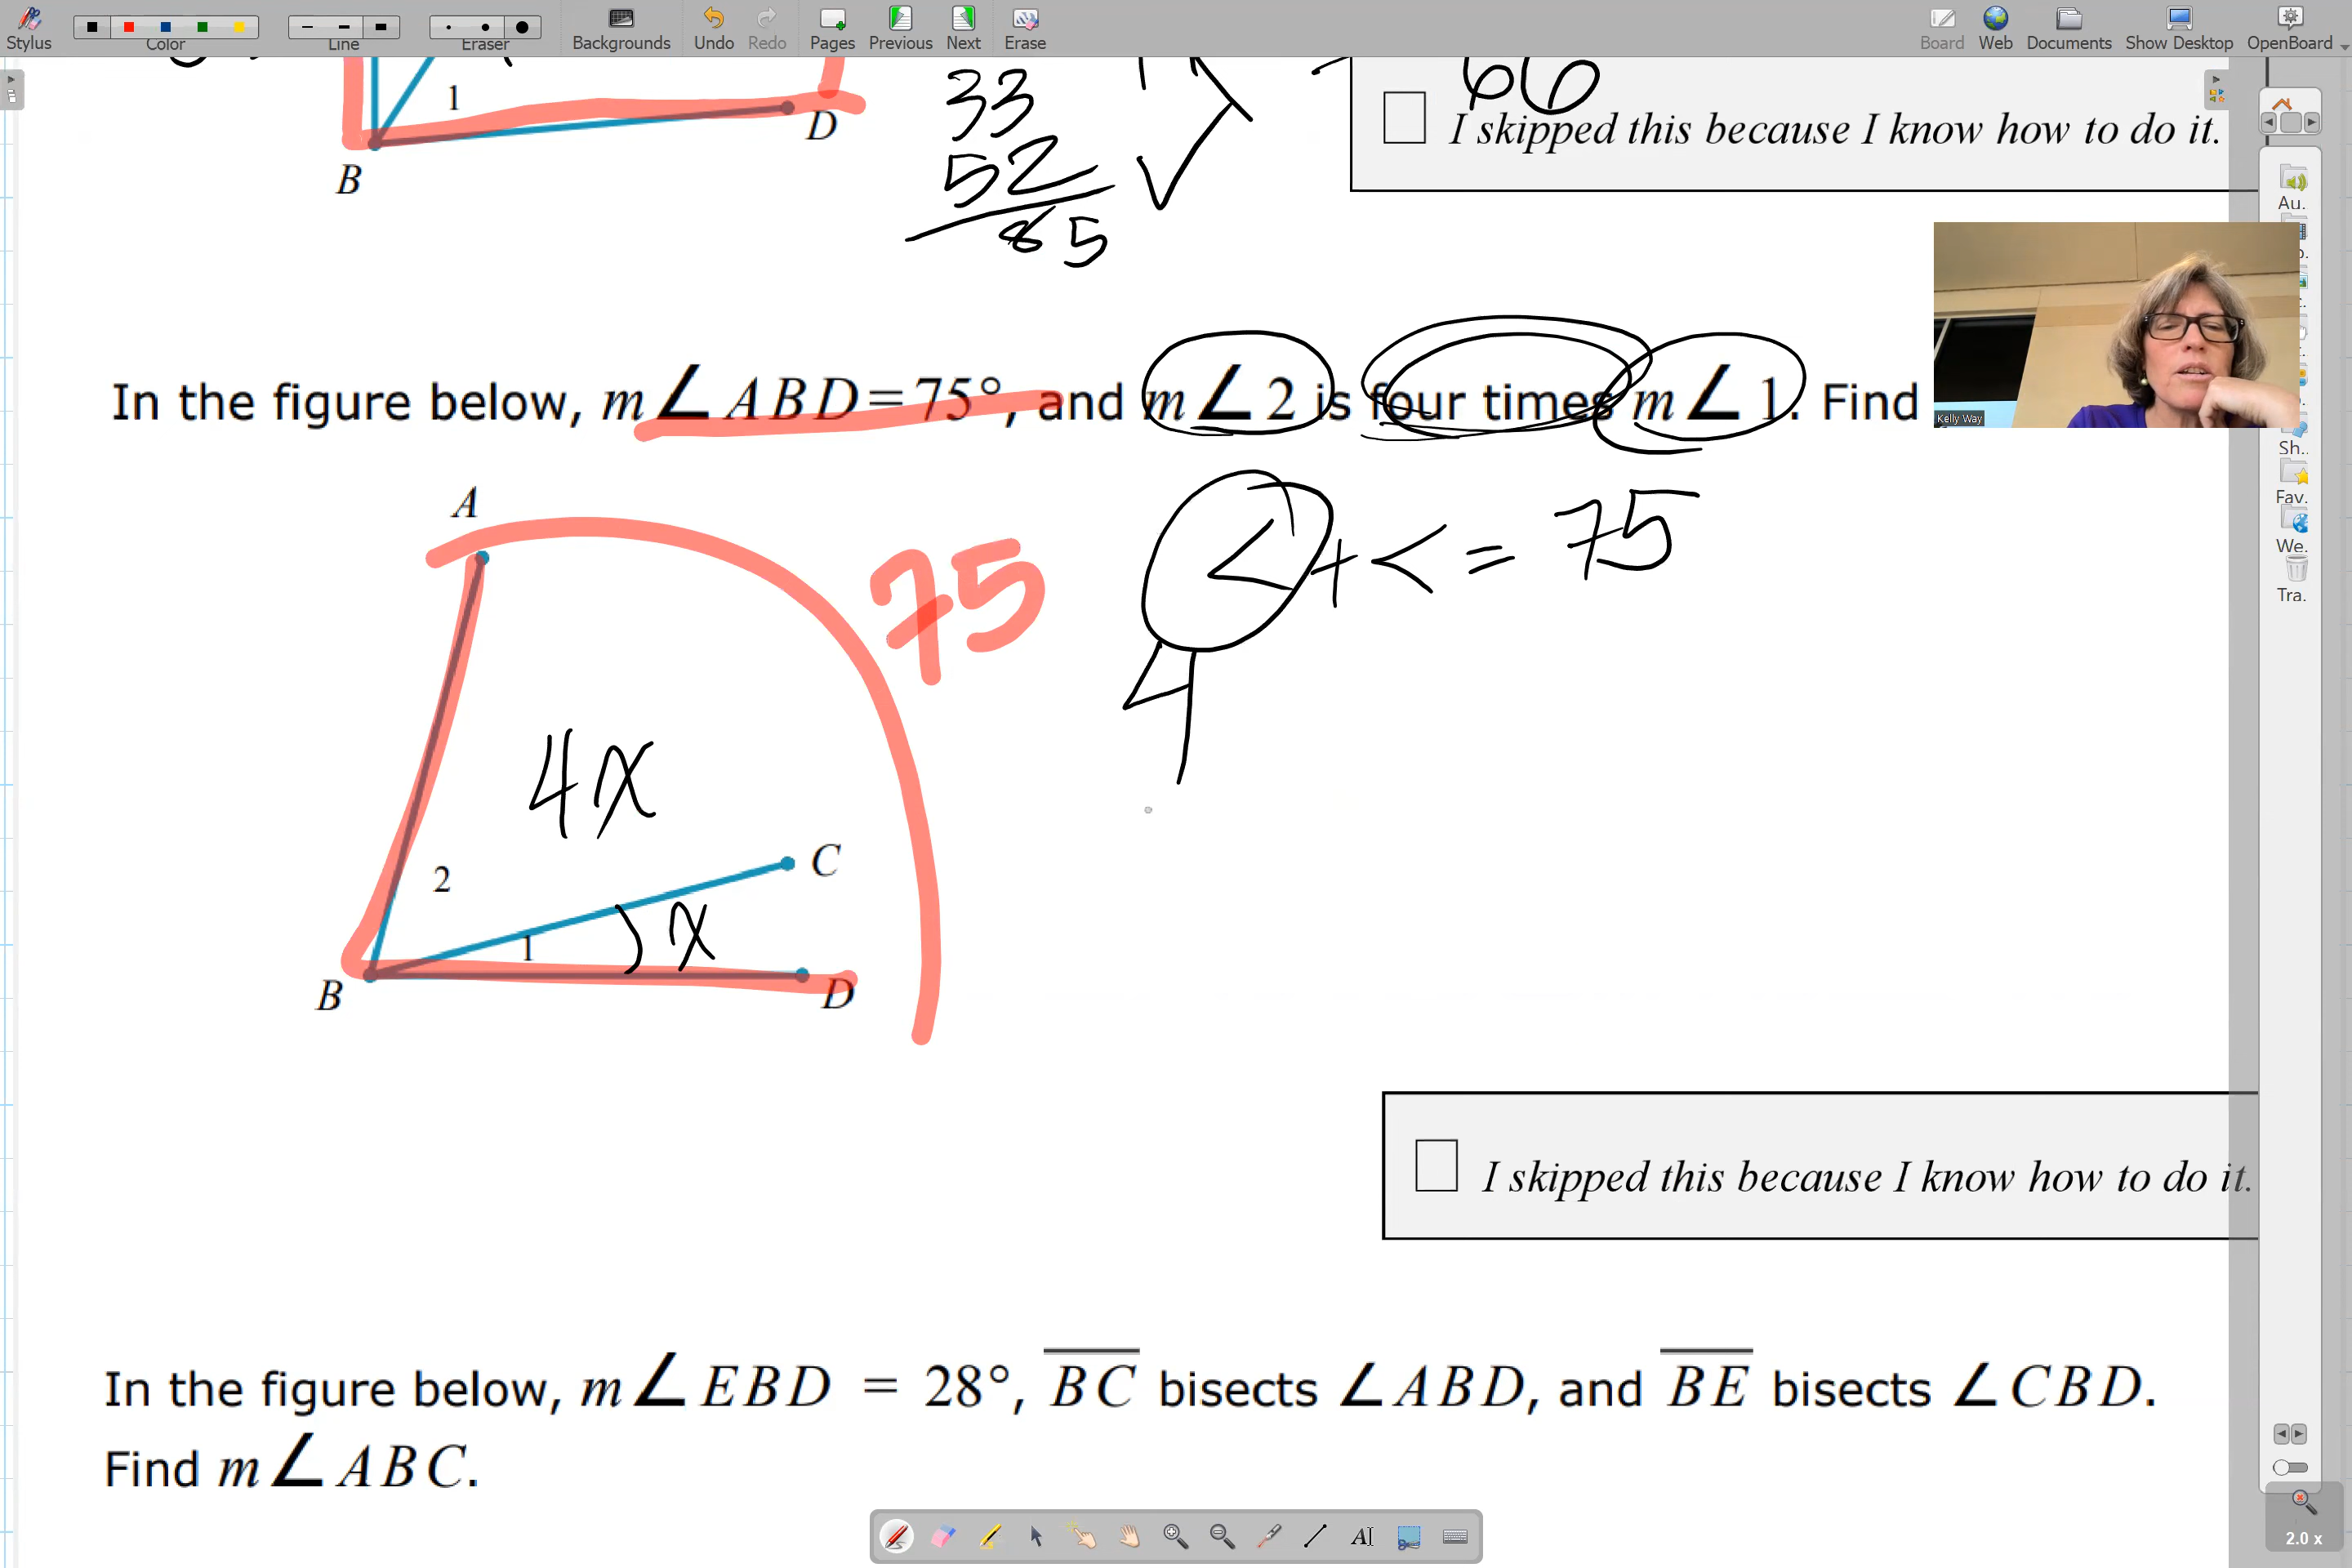 Stylus Color Line Eraser Backgrounds Undo Redo Pages Previous Next Erase Board Web Documents Show Desktop OpenBoard
1
D
B
33
52
85
66
I skipped this because I know how to do it.
Au.
In the figure below, m∠ABD = 75°, and m∠2 is four times m∠1. Find
Kelly Way
Sh..
Fav.
We.
Tra.
A
75
< + < = 75
4
4x
2
C
1
x
B
D
I skipped this because I know how to do it.
In the figure below, m∠EBD = 28°, BC bisects ∠ABD, and BE bisects ∠CBD.
Find m∠ABC.
2.0 x